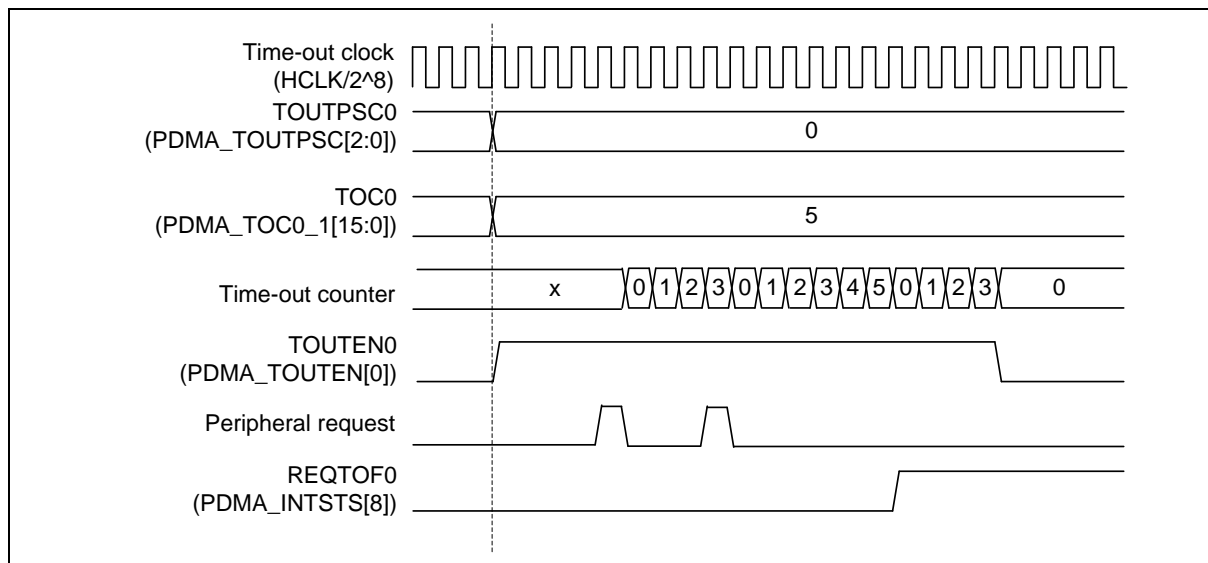 Time-out clock
(HCLK/2^8)
TOUTPSC0
(PDMA_TOUTPSC[2:0])
0
TOC0
(PDMA_TOC0_1[15:0])
5
Time-out counter
x 0 1 2 3 0 1 2 3 4 5 0 1 2 3 0
TOUTEN0
(PDMA_TOUTEN[0])
Peripheral request
REQTOF0
(PDMA_INTSTS[8])